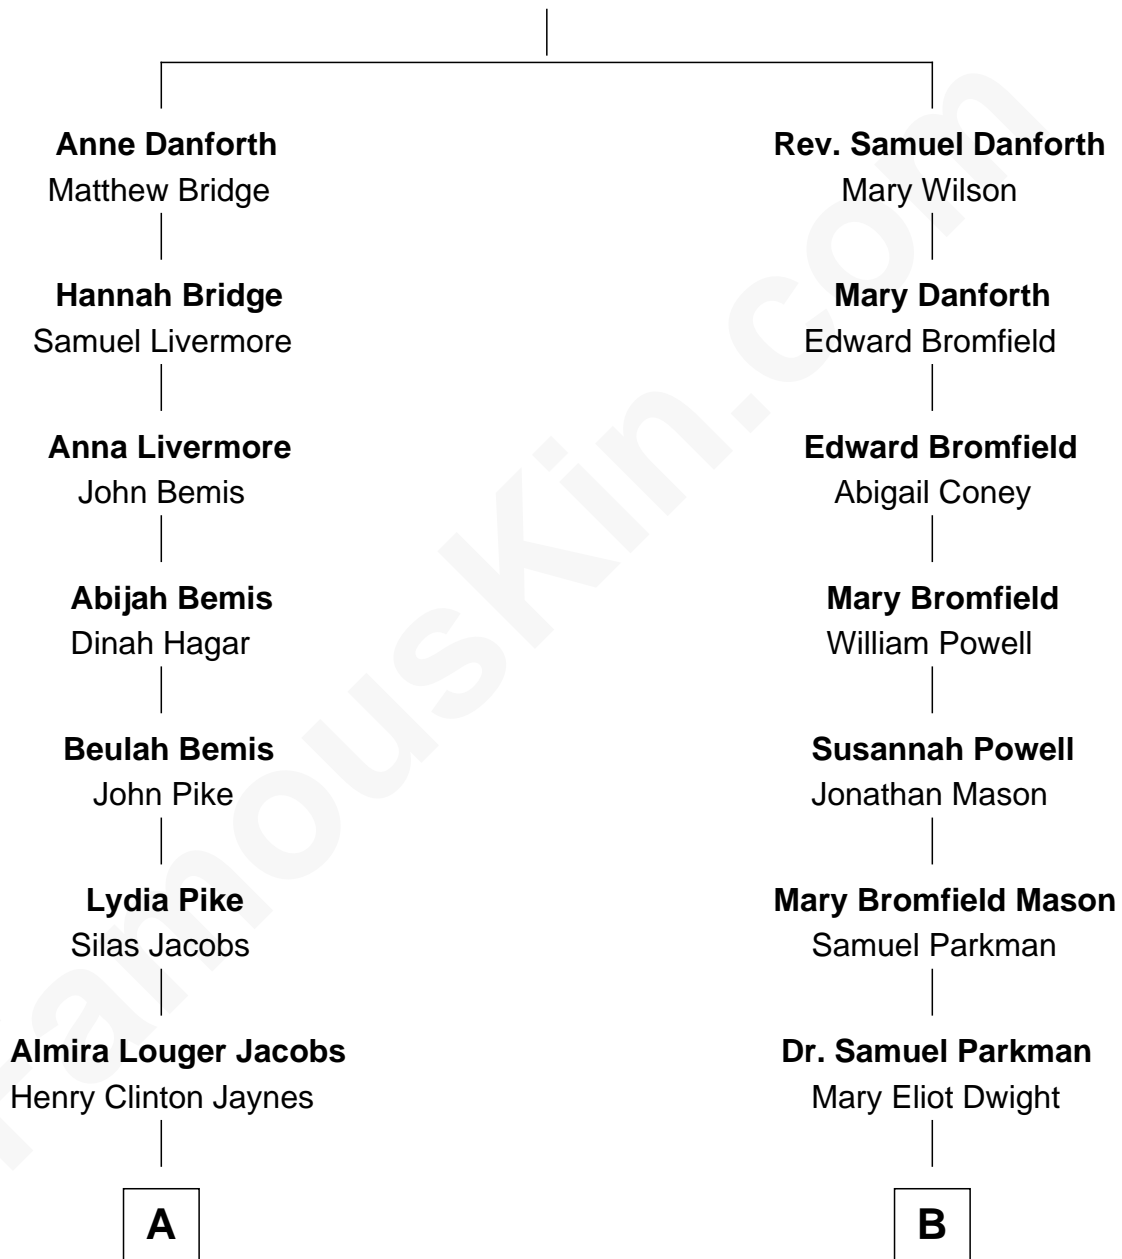 Anne Danforth
Matthew Bridge
Rev. Samuel Danforth
Mary Wilson
Hannah Bridge
Samuel Livermore
Mary Danforth
Edward Bromfield
Anna Livermore
John Bemis
Edward Bromfield
Abigail Coney
Abijah Bemis
Dinah Hagar
Mary Bromfield
William Powell
Beulah Bemis
John Pike
Susannah Powell
Jonathan Mason
Lydia Pike
Silas Jacobs
Mary Bromfield Mason
Samuel Parkman
Almira Louger Jacobs
Henry Clinton Jaynes
Dr. Samuel Parkman
Mary Eliot Dwight
A
B
FamousKin.com